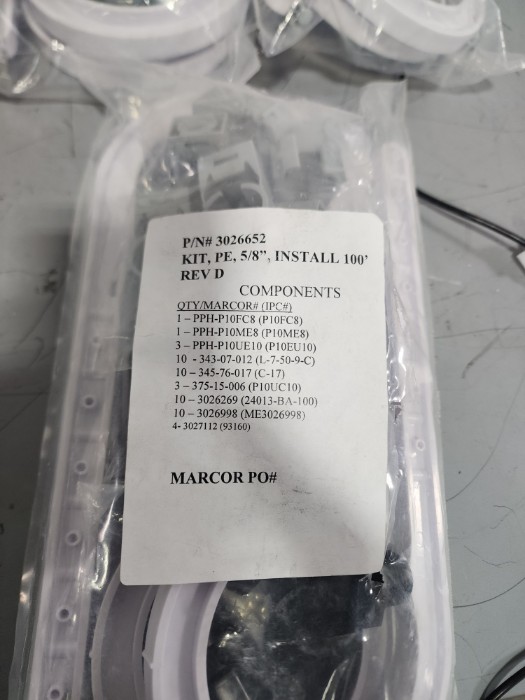 P/N# 3026652
KIT, PE, 5/8”, INSTALL 100’
REV D
COMPONENTS
QTY/MARCOR# (IPC#)
1 – PPH-P10FC8 (P10FC8)
1 – PPH-P10ME8 (P10ME8)
3 – PPH-P10UE10 (P10EU10)
10 - 343-07-012 (L-7-50-9-C)
10 – 345-76-017 (C-17)
3 – 375-15-006 (P10UC10)
10 – 3026269 (24013-BA-100)
10 – 3026998 (ME3026998)
4- 3027112 (93160)
MARCOR PO#